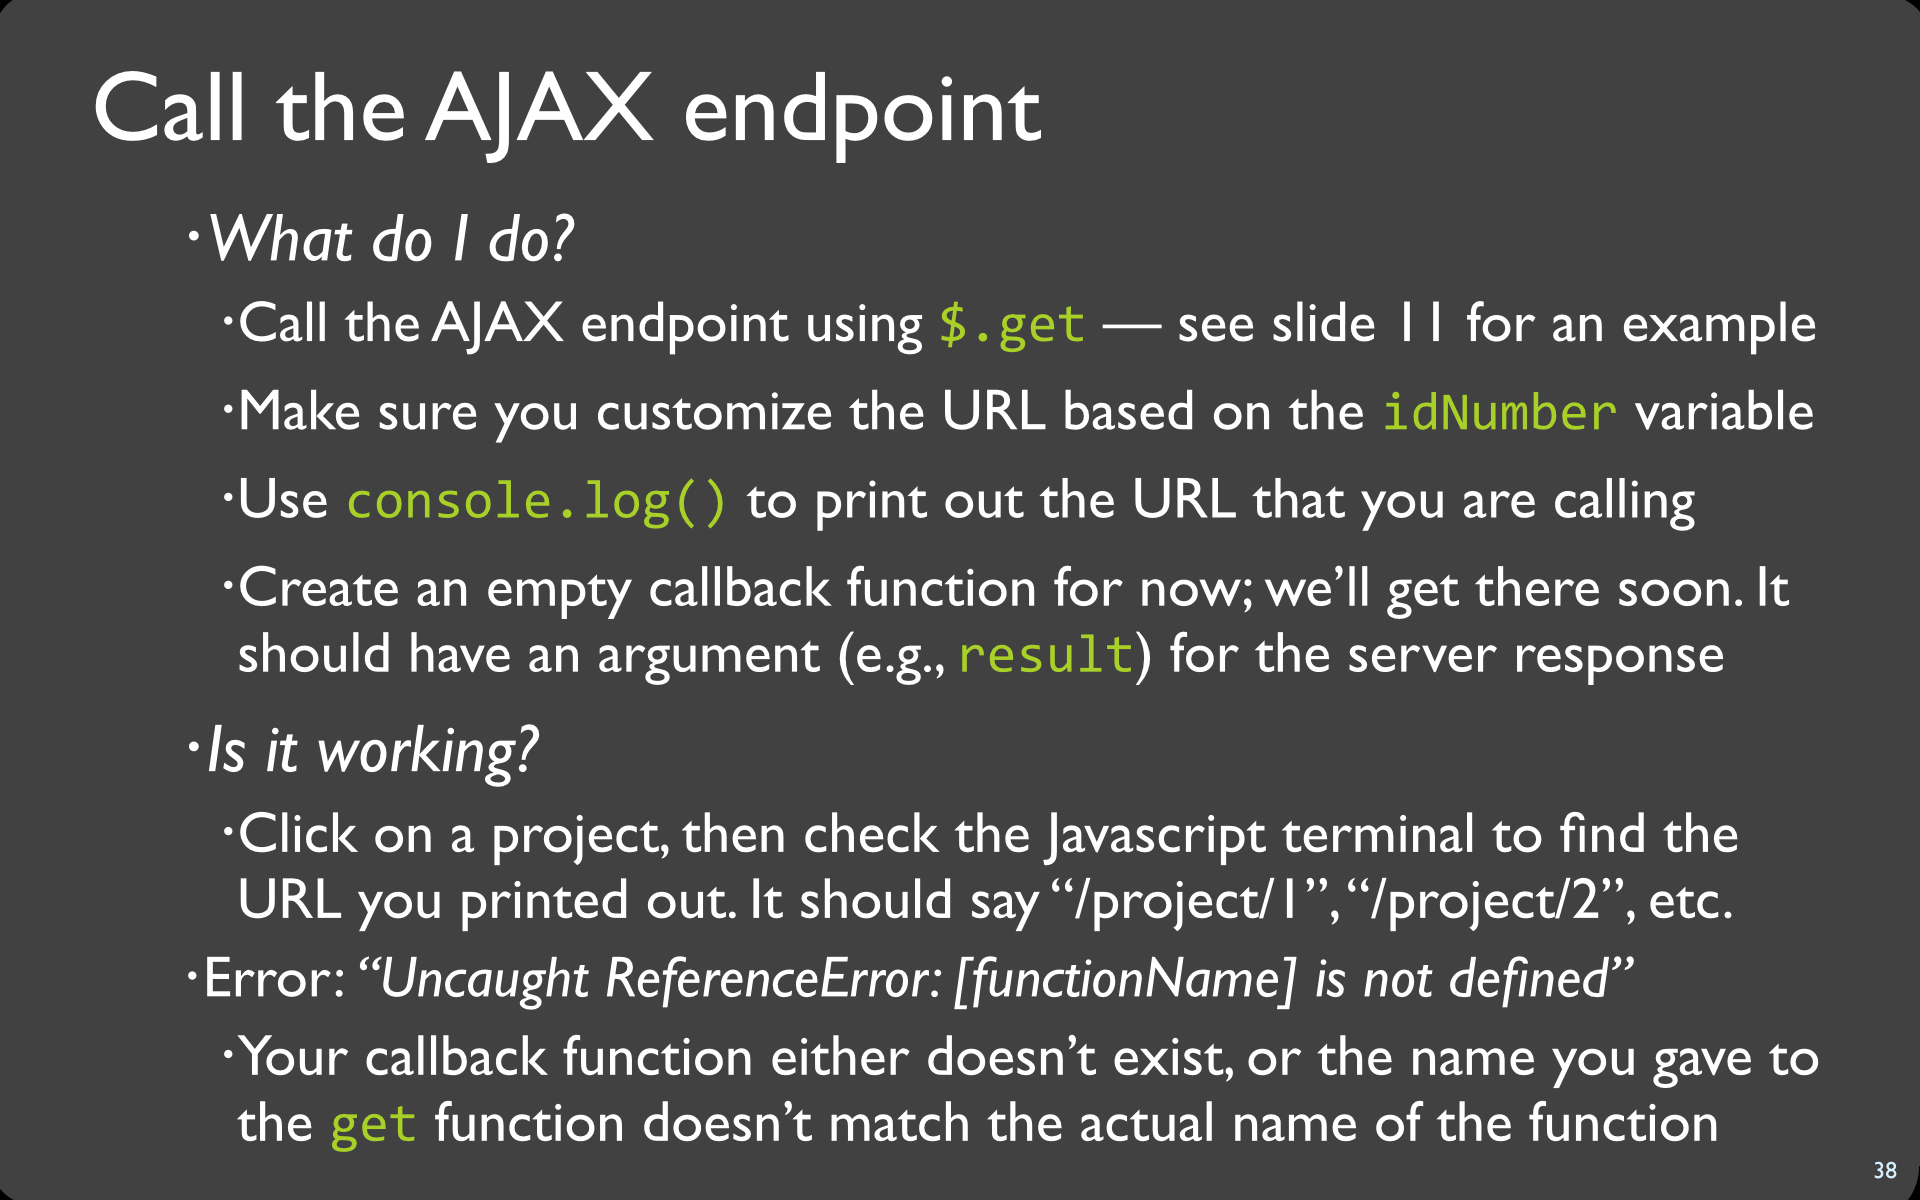 Call the AJAX endpoint
•What do I do?
•Call the AJAX endpoint using $.get — see slide 11 for an example
•Make sure you customize the URL based on the idNumber variable
•Use console.log() to print out the URL that you are calling
•Create an empty callback function for now; we’ll get there soon. It
should have an argument (e.g., result) for the server response
•Is it working?
•Click on a project, then check the Javascript terminal to find the
URL you printed out. It should say “/project/1”, “/project/2”, etc.
•Error: “Uncaught ReferenceError: [functionName] is not defined”
•Your callback function either doesn’t exist, or the name you gave to
the get function doesn’t match the actual name of the function
38